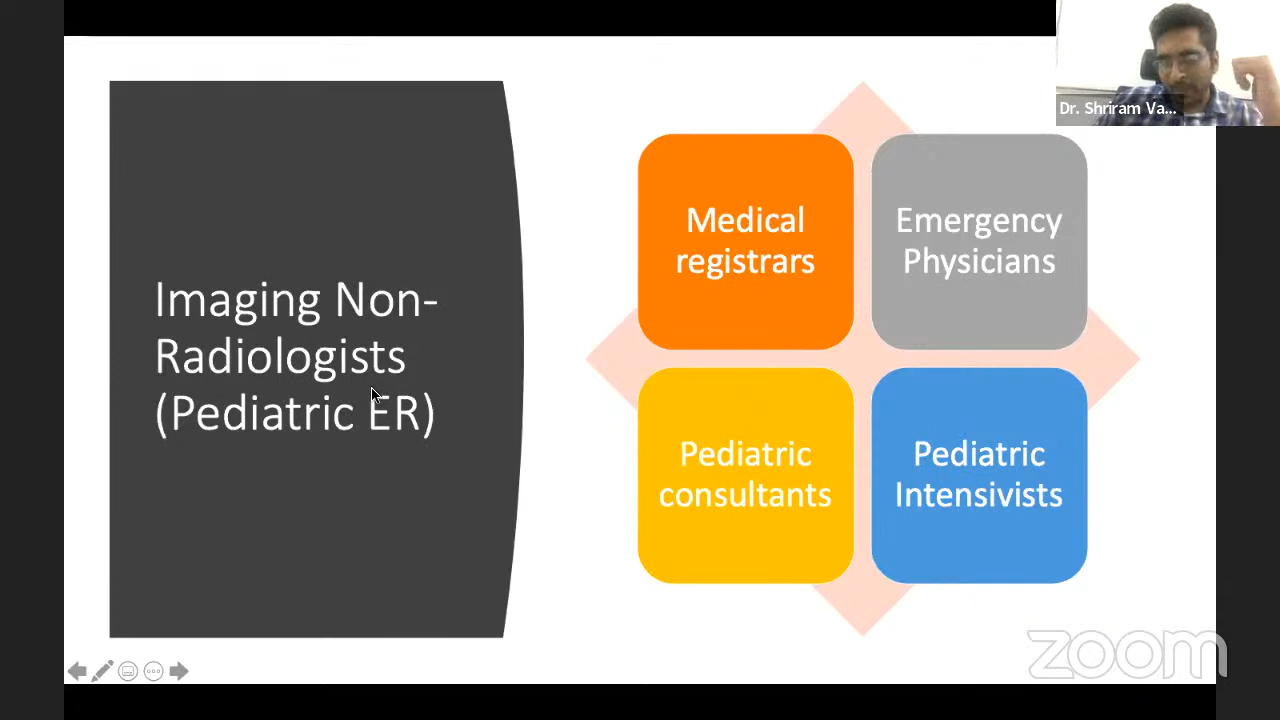 Dr. Shriram Va...
Imaging Non-
Radiologists
(Pediatric ER)
Medical
registrars
Emergency
Physicians
Pediatric
consultants
Pediatric
Intensivists
zoom